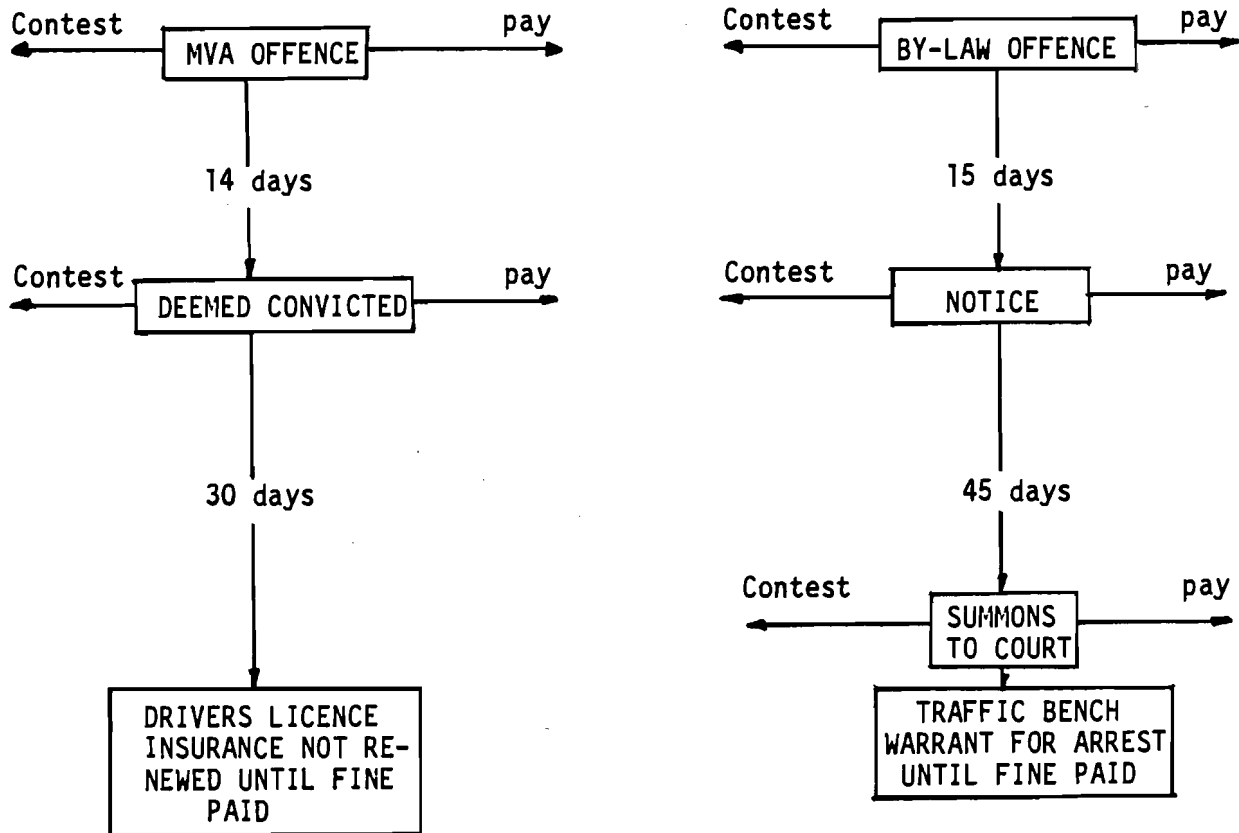 Contest
MVA OFFENCE
pay
14 days
Contest
DEEMED CONVICTED
pay
30 days
DRIVERS LICENCE
INSURANCE NOT RE-
NEWED UNTIL FINE
PAID
Contest
BY-LAW OFFENCE
pay
15 days
Contest
NOTICE
pay
45 days
Contest
SUMMONS
TO COURT
pay
TRAFFIC BENCH
WARRANT FOR ARREST
UNTIL FINE PAID